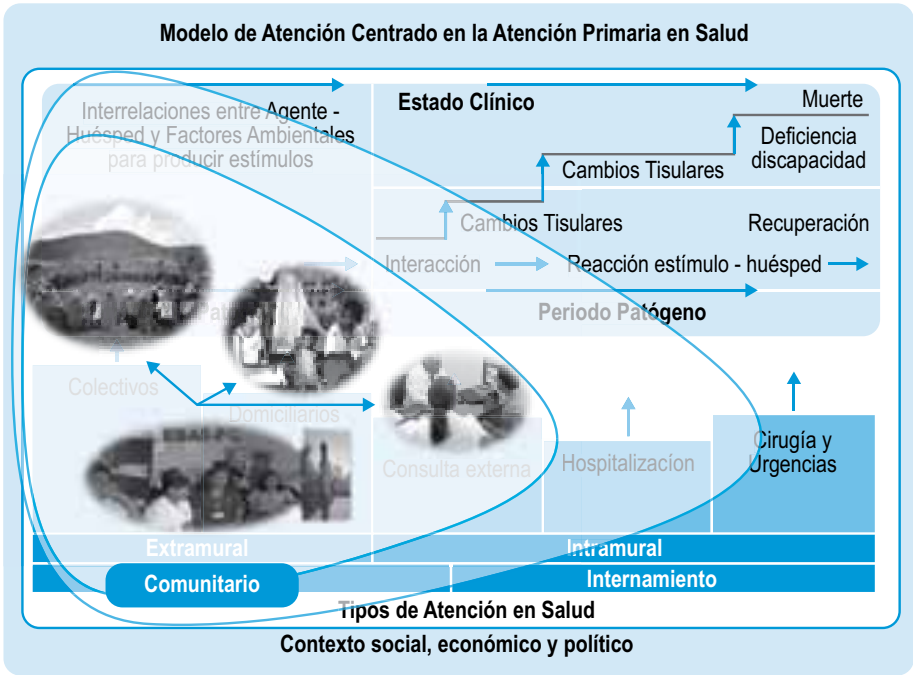 Modelo de Atención Centrado en la Atención Primaria en Salud
Interrelaciones entre Agente -
Huésped y Factores Ambientales
para producir estímulos
Estado Clínico
Muerte
Deficiencia
discapacidad
Cambios Tisulares
Cambios Tisulares
Recuperación
Interacción
Reacción estímulo - huésped
Periodo Patógeno
Colectivos
Domiciliarios
Consulta externa
Hospitalizacíon
Cirugía y
Urgencias
Extramural
Intramural
Comunitario
Internamiento
Tipos de Atención en Salud
Contexto social, económico y político